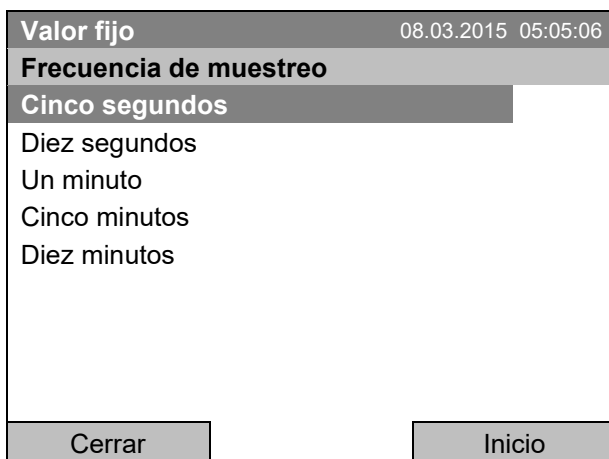 Valor fijo 08.03.2015 05:05:06
Frecuencia de muestreo
Cinco segundos
Diez segundos
Un minuto
Cinco minutos
Diez minutos
Cerrar Inicio